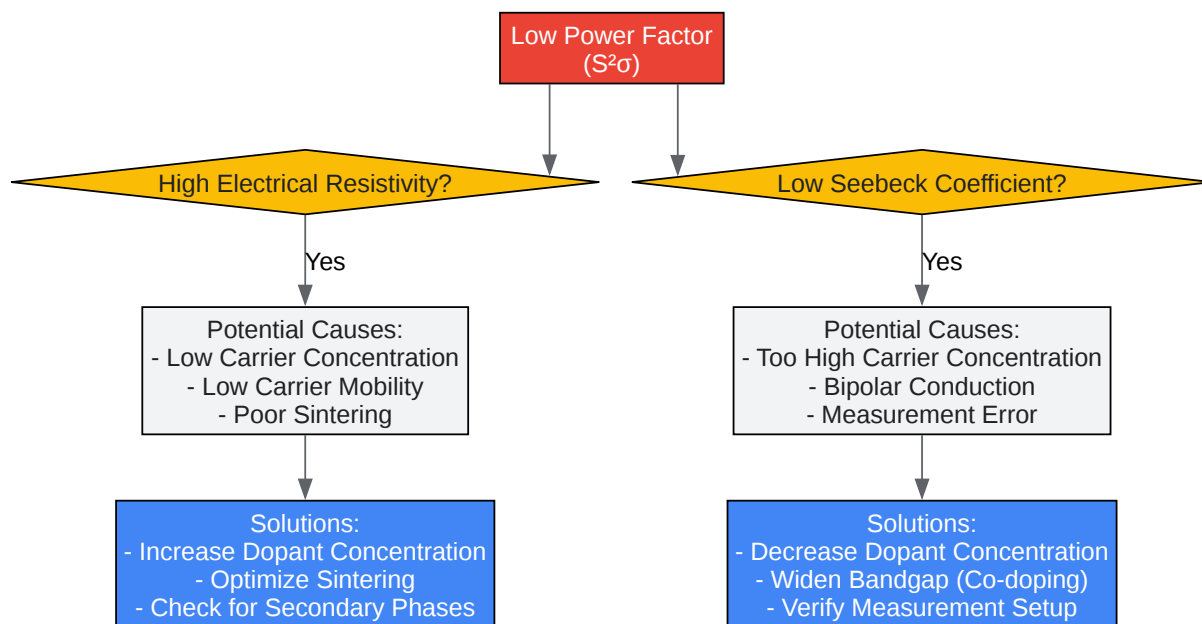 Low Power Factor
(S²σ)
High Electrical Resistivity?
Low Seebeck Coefficient?
Yes
Yes
Potential Causes:
- Low Carrier Concentration
- Low Carrier Mobility
- Poor Sintering
Potential Causes:
- Too High Carrier Concentration
- Bipolar Conduction
- Measurement Error
Solutions:
- Increase Dopant Concentration
- Optimize Sintering
- Check for Secondary Phases
Solutions:
- Decrease Dopant Concentration
- Widen Bandgap (Co-doping)
- Verify Measurement Setup